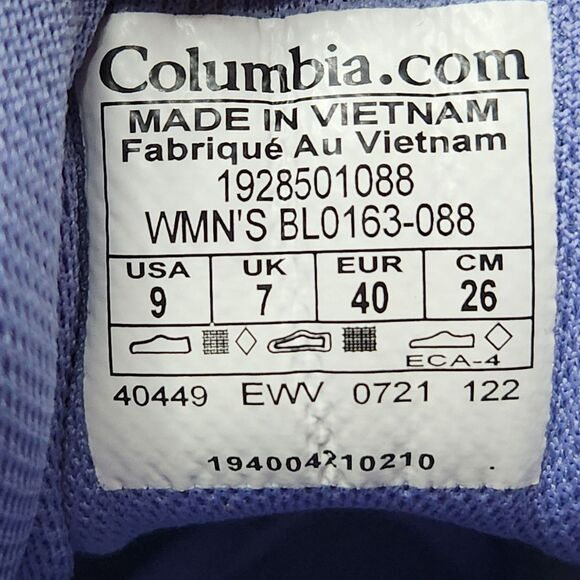 Columbia.com
MADE IN VIETNAM
Fabriqué Au Vietnam
1928501088
WMN'S BL0163-088
USA UK EUR CM
9 7 40 26
ECA-4
40449 EWV 0721 122
194004210210 .